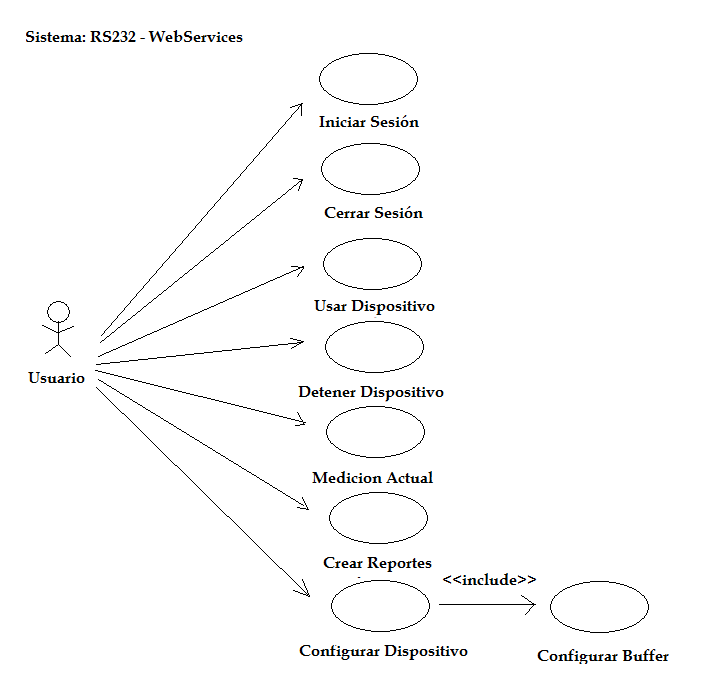 Sistema: RS232 - WebServices
Iniciar Sesión
Cerrar Sesión
Usar Dispositivo
Usuario
Detener Dispositivo
Medicion Actual
Crear Reportes
<<include>>
Configurar Dispositivo
Configurar Buffer